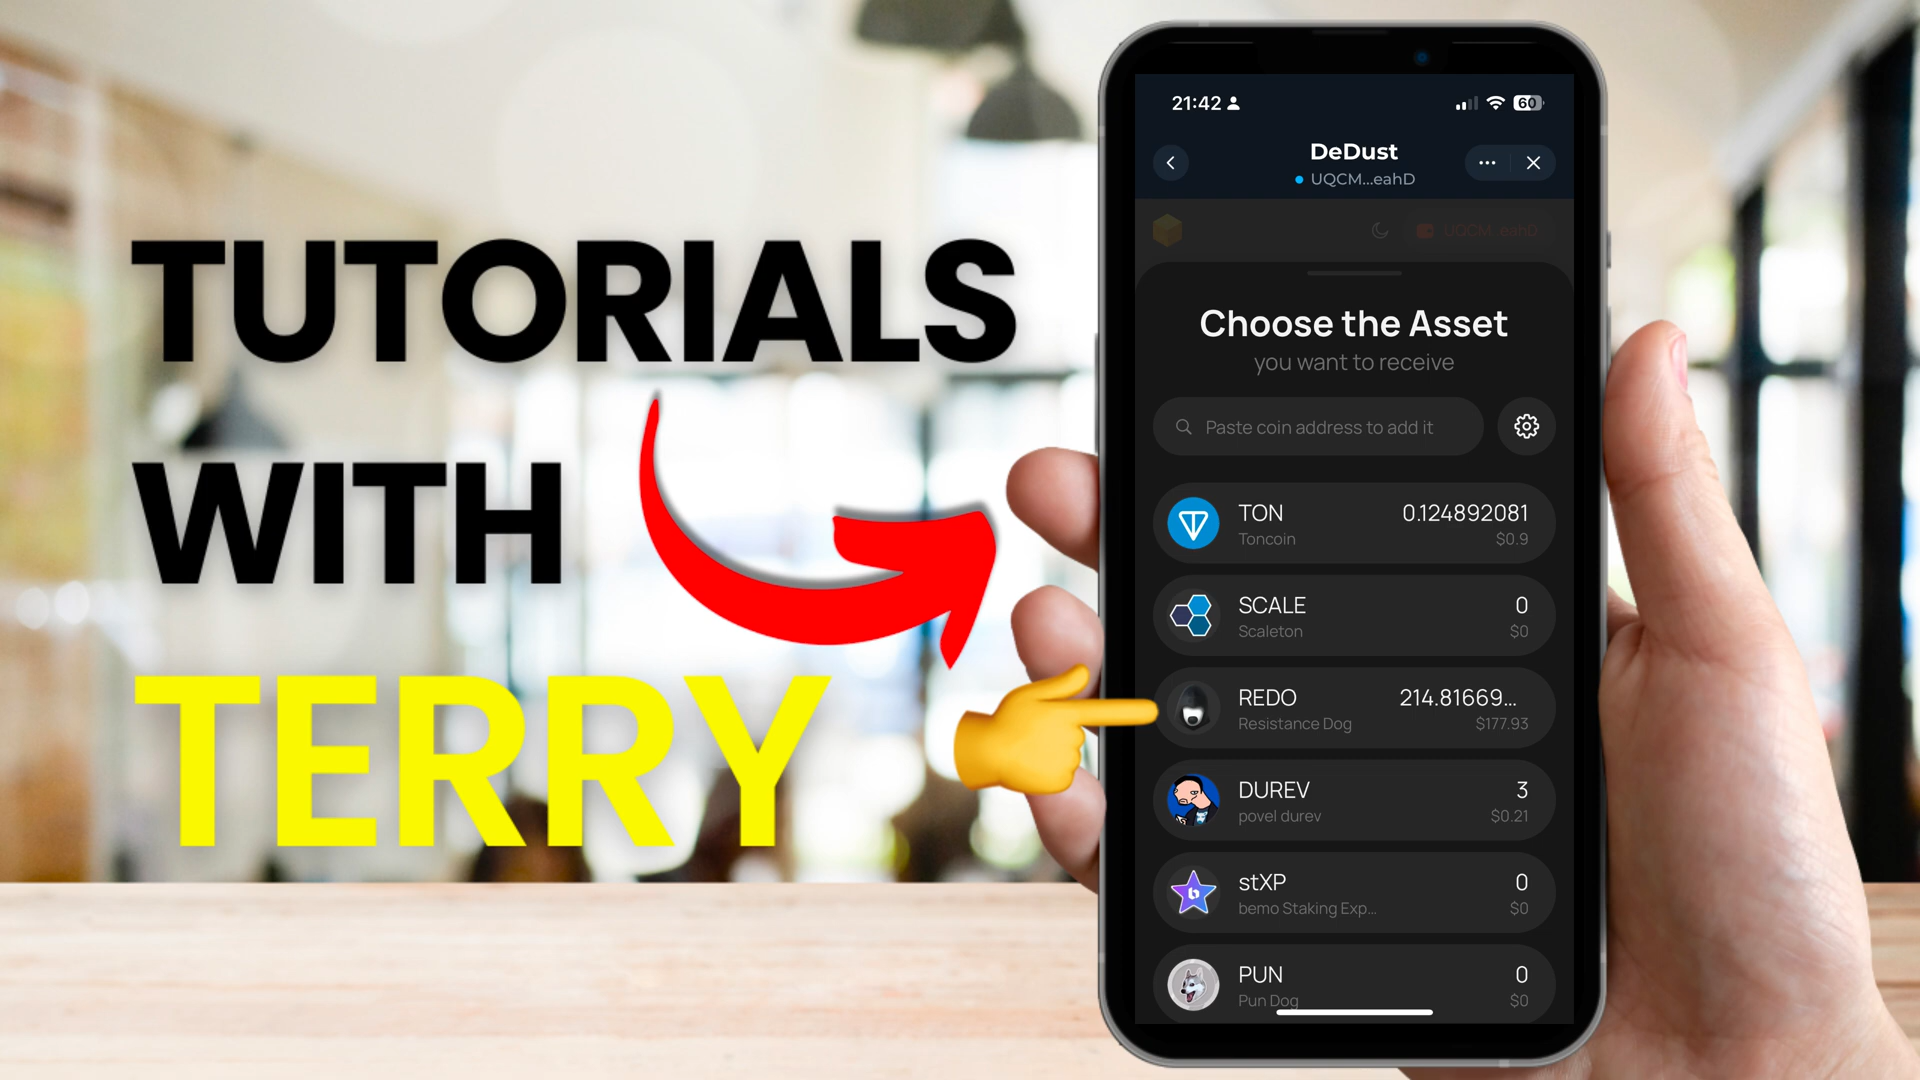 TUTORIALS
WITH
TERRY
21:42
60
DeDust
UQCM...eahD
UQCM...eahD
Choose the Asset
you want to receive
Paste coin address to add it
TON 0.124892081
Toncoin $0.9
SCALE 0
Scaleton $0
REDO 214.81669...
Resistance Dog $177.93
DUREV 3
povel durev $0.21
stXP 0
bemo Staking Exp... $0
PUN 0
Pun Dog $0